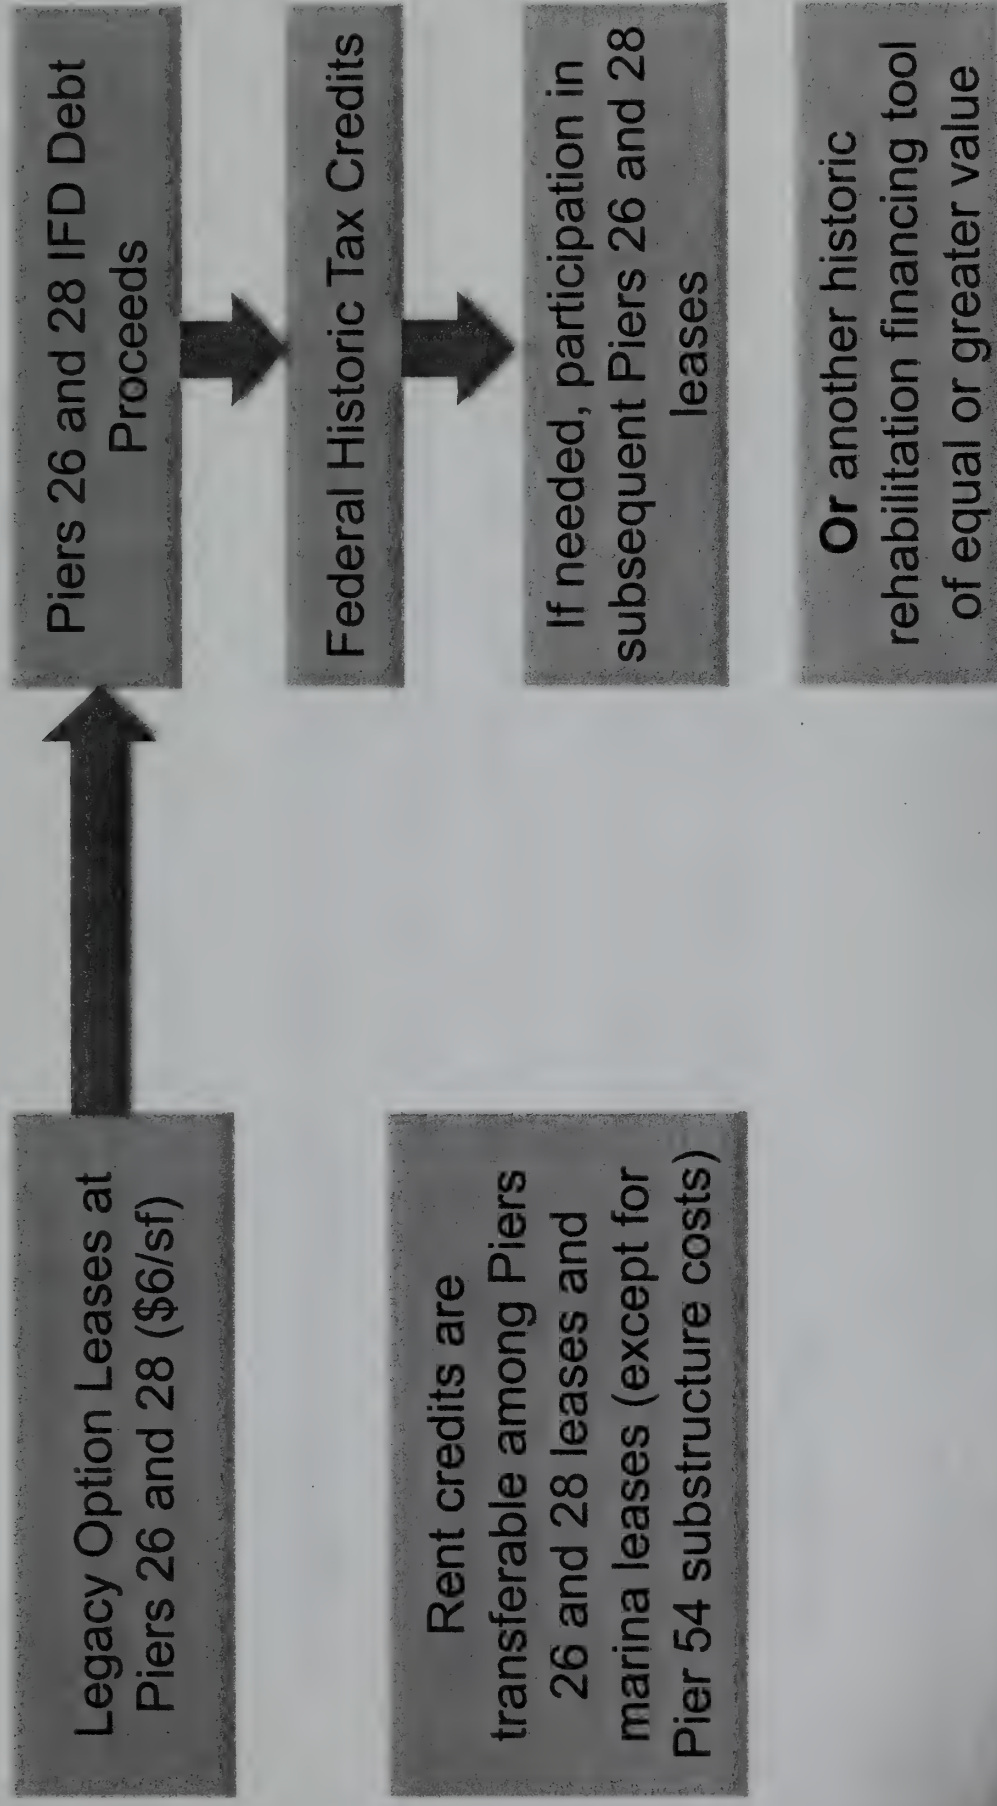 Legacy Option Leases at
Piers 26 and 28 ($6/sf)
Rent credits are
transferable among Piers
26 and 28 leases and
marina leases (except for
Pier 54 substructure costs)
Piers 26 and 28 IFD Debt
Proceeds
Federal Historic Tax Credits
If needed, participation in
subsequent Piers 26 and 28
leases
Or another historic
rehabilitation financing tool
of equal or greater value